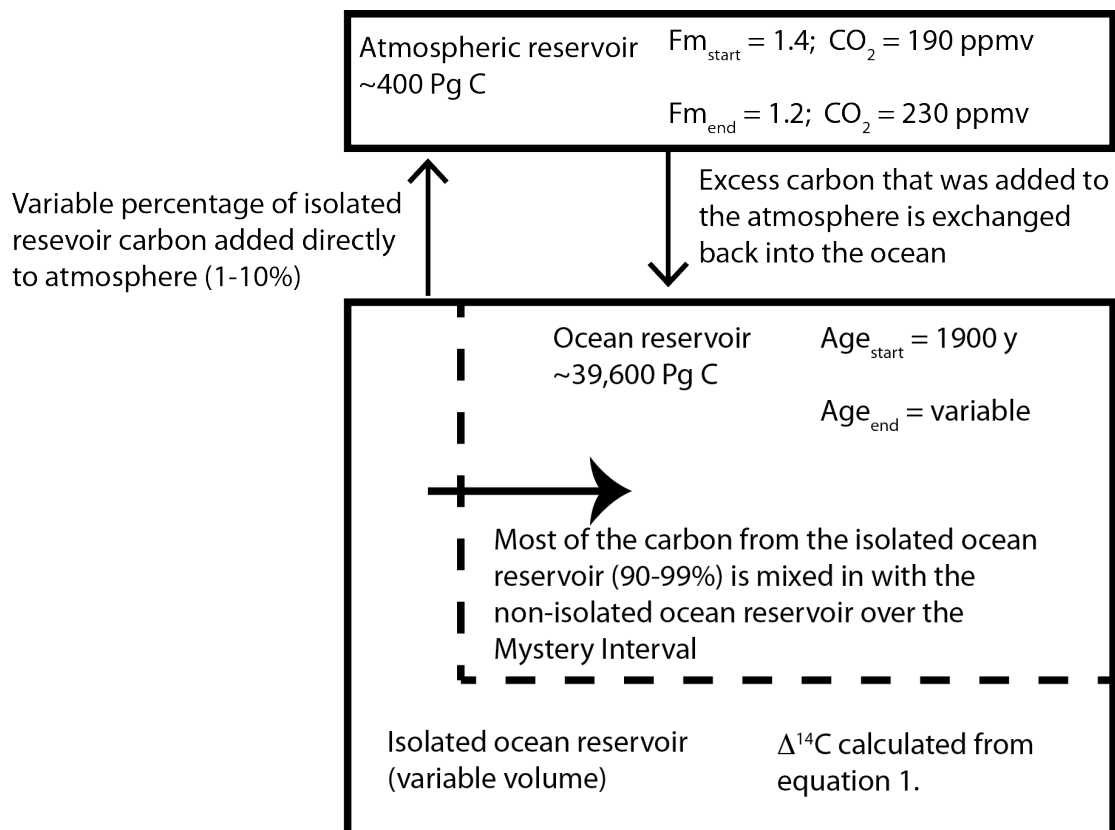 Atmospheric reservoir
~400 Pg C
Fm_start = 1.4; CO₂ = 190 ppmv
Fm_end = 1.2; CO₂ = 230 ppmv
Variable percentage of isolated
resevoir carbon added directly
to atmosphere (1-10%)
Excess carbon that was added to
the atmosphere is exchanged
back into the ocean
Ocean reservoir
~39,600 Pg C
Age_start = 1900 y
Age_end = variable
Most of the carbon from the isolated ocean
reservoir (90-99%) is mixed in with the
non-isolated ocean reservoir over the
Mystery Interval
Isolated ocean reservoir
(variable volume)
Δ¹⁴C calculated from
equation 1.